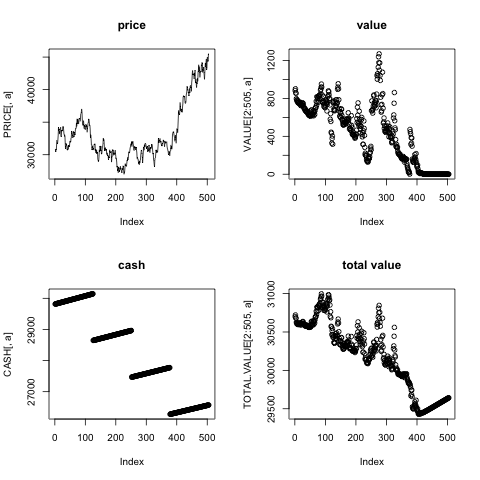 price
PRICE[, a]
30000 40000
0 100 200 300 400 500
Index
value
VALUE[2:505, a]
0 400 800 1200
0 100 200 300 400 500
Index
cash
CASH[, a]
27000 29000
0 100 200 300 400 500
Index
total value
TOTAL.VALUE[2:505, a]
29500 30000 30500 31000
0 100 200 300 400 500
Index